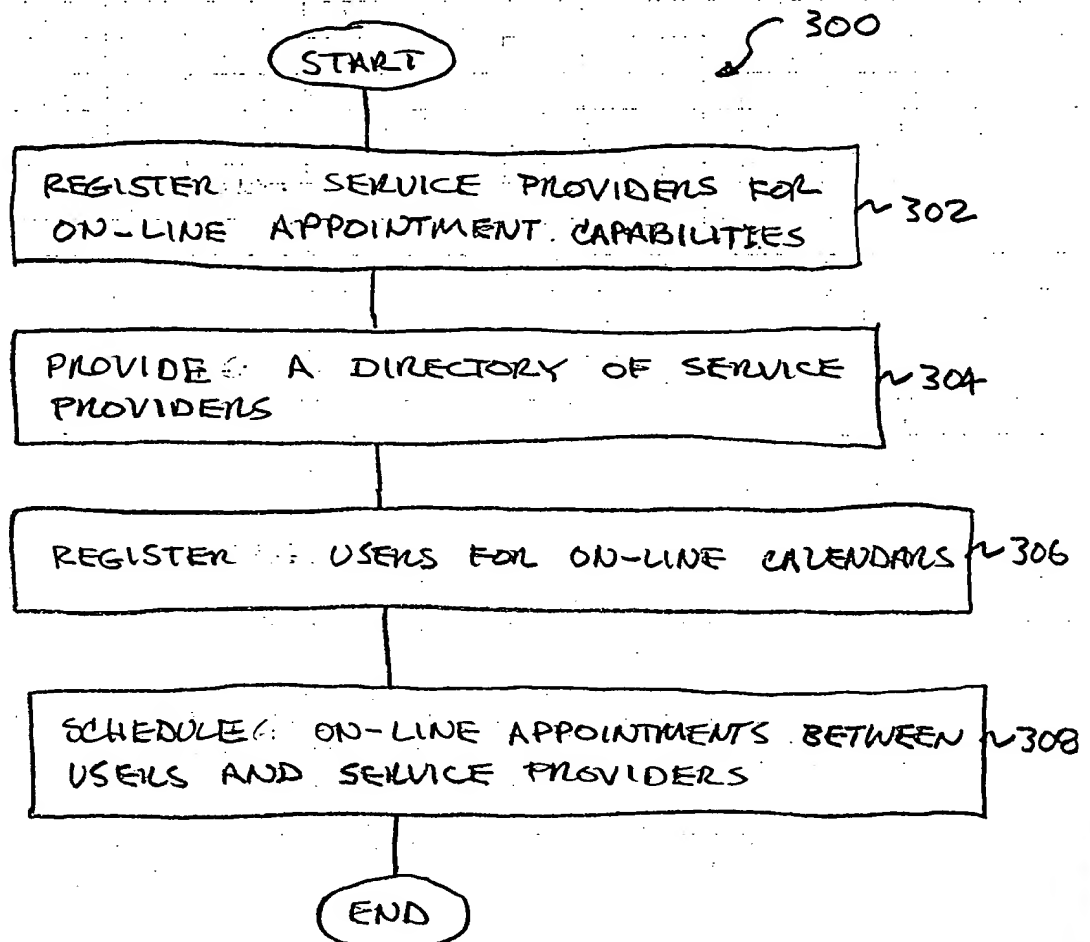 300
START
REGISTER SERVICE PROVIDERS FOR
ON-LINE APPOINTMENT CAPABILITIES
302
PROVIDE A DIRECTORY OF SERVICE
PROVIDERS
304
REGISTER USERS FOR ON-LINE CALENDARS
306
SCHEDULE ON-LINE APPOINTMENTS BETWEEN
USERS AND SERVICE PROVIDERS
308
END